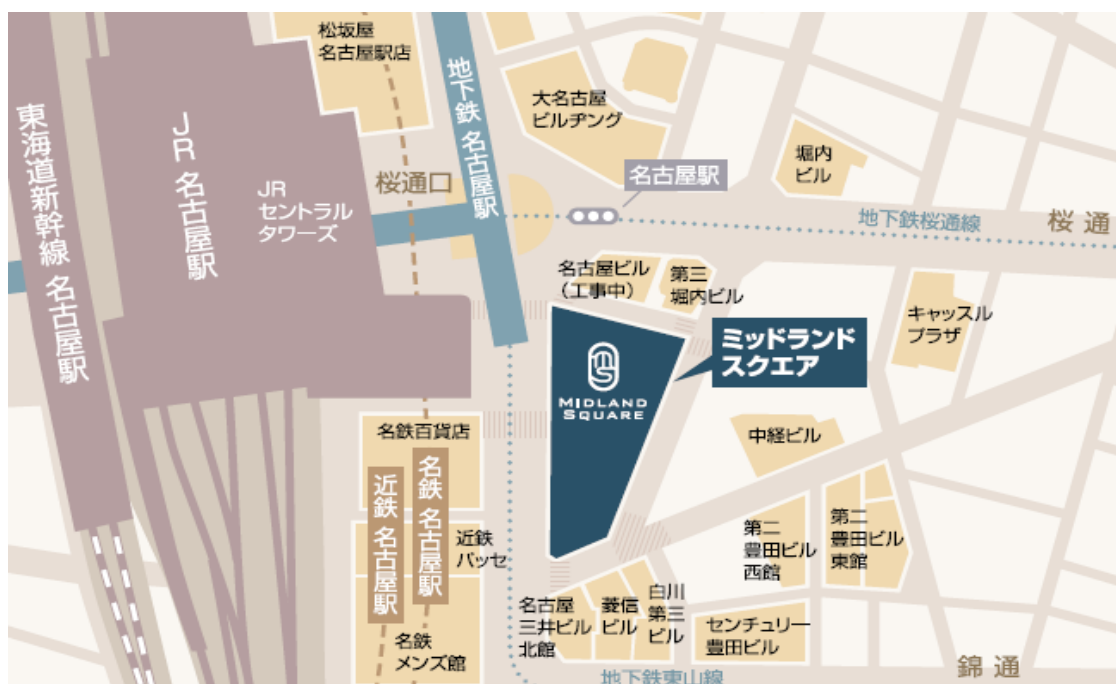 松坂屋
名古屋駅店
地下鉄 名古屋駅
大名古屋
ビルヂング
堀内
ビル
名古屋駅
東海道新幹線 名古屋駅
JR 名古屋駅
JR
セントラル
タワーズ
桜通口
地下鉄桜通線
桜通
名古屋ビル
(工事中)
第三
堀内ビル
キャッスル
プラザ
ミッドランド
スクエア
MIDLAND
SQUARE
名鉄百貨店
中経ビル
名鉄 名古屋駅
近鉄 名古屋駅
近鉄
パッセ
第二
豊田ビル
西館
第二
豊田ビル
東館
名古屋
三井ビル
北館
菱信
ビル
白川
第三
ビル
センチュリー
豊田ビル
名鉄
メンズ館
地下鉄東山線
錦通